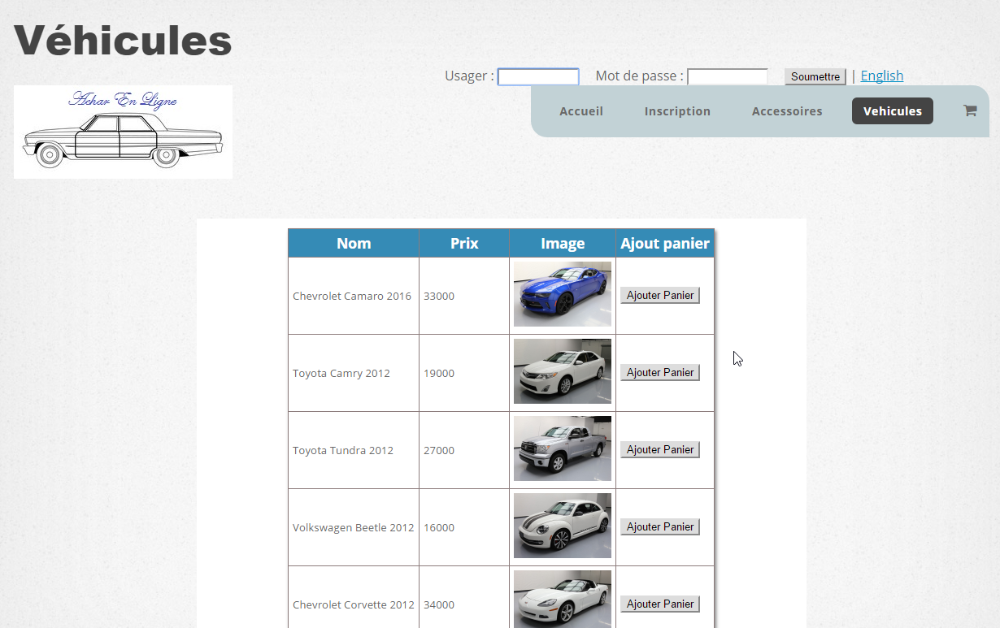 Véhicules
Usager : Mot de passe : Soumettre | English
Achar En Ligne
Accueil Inscription Accessoires Vehicules
Nom Prix Image Ajout panier
Chevrolet Camaro 2016 33000 Ajouter Panier
Toyota Camry 2012 19000 Ajouter Panier
Toyota Tundra 2012 27000 Ajouter Panier
Volkswagen Beetle 2012 16000 Ajouter Panier
Chevrolet Corvette 2012 34000 Ajouter Panier